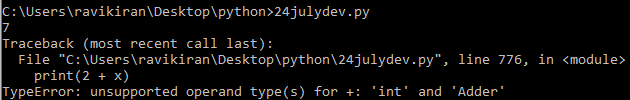 C:\Users\ravikiran\Desktop\python>24julydev.py
7
Traceback (most recent call last):
  File "C:\Users\ravikiran\Desktop\python\24julydev.py", line 776, in <module>
    print(2 + x)
TypeError: unsupported operand type(s) for +: 'int' and 'Adder'